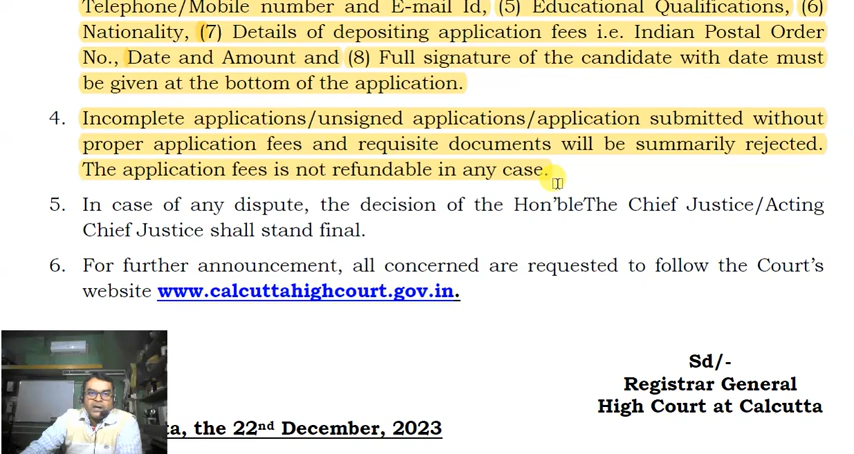 Telephone/Mobile number and E-mail Id, (5) Educational Qualifications, (6)
Nationality, (7) Details of depositing application fees i.e. Indian Postal Order
No., Date and Amount and (8) Full signature of the candidate with date must
be given at the bottom of the application.
4. Incomplete applications/unsigned applications/application submitted without
proper application fees and requisite documents will be summarily rejected.
The application fees is not refundable in any case.
5. In case of any dispute, the decision of the Hon'bleThe Chief Justice/Acting
Chief Justice shall stand final.
6. For further announcement, all concerned are requested to follow the Court's
website www.calcuttahighcourt.gov.in.
Sd/-
Registrar General
High Court at Calcutta
the 22nd December, 2023